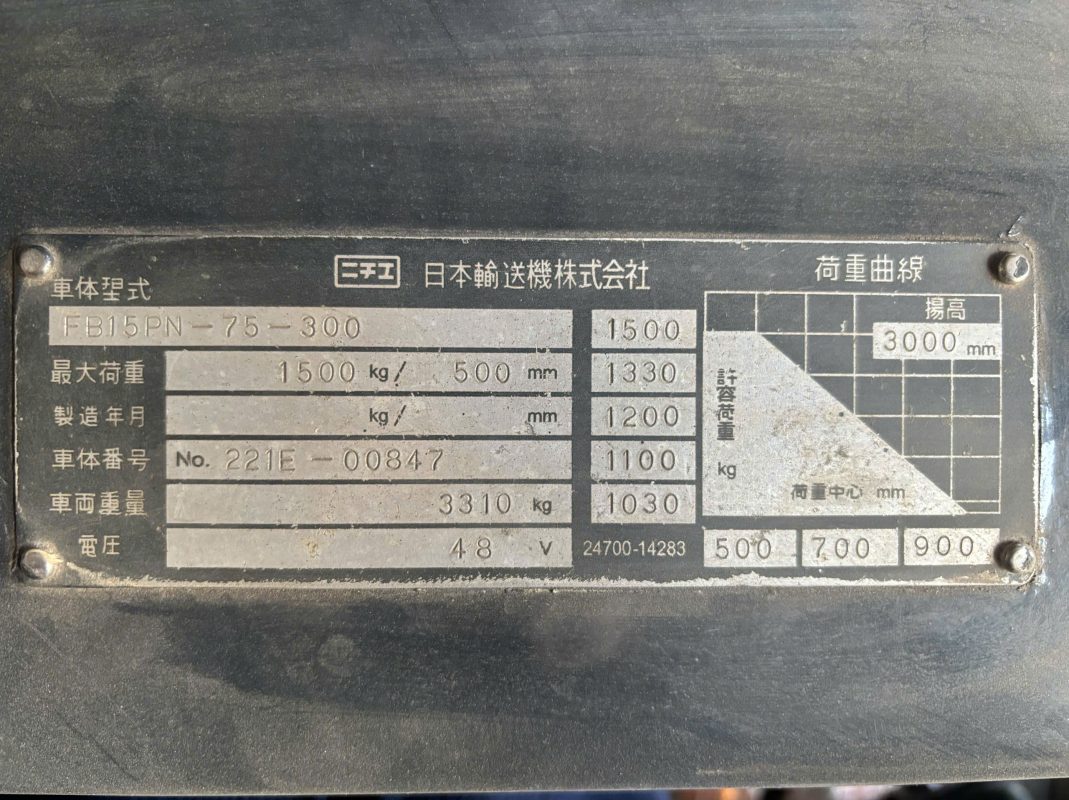 ニチユ 日本輸送機株式会社
車体型式
FB15PN-75-300
最大荷重 1500 kg/ 500 mm
製造年月 kg/ mm
車体番号 No. 221E-00847
車両重量 3310 kg
電圧 48 V
1500
1330
1200
1100
1030
24700-14283
荷重曲線
揚高
3000 mm
許容荷重
kg
荷重中心 mm
500 700 900